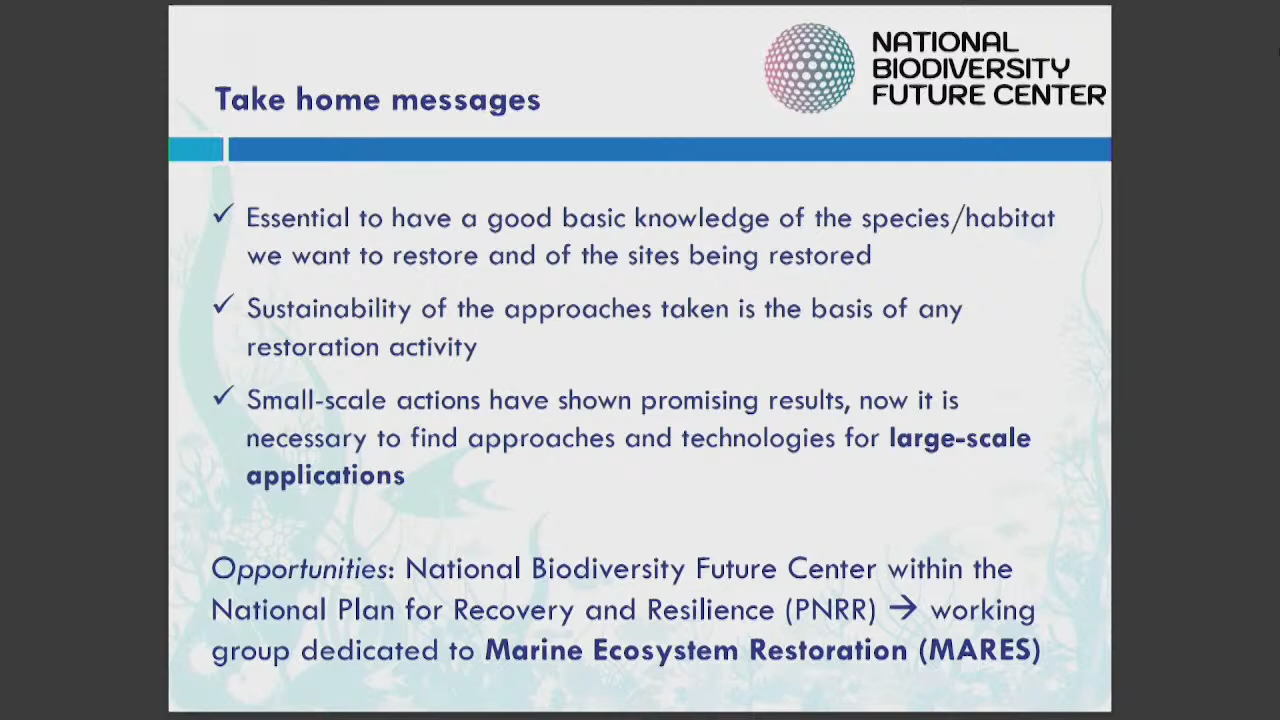 NATIONAL
BIODIVERSITY
FUTURE CENTER
Take home messages
✓ Essential to have a good basic knowledge of the species/habitat
we want to restore and of the sites being restored
✓ Sustainability of the approaches taken is the basis of any
restoration activity
✓ Small-scale actions have shown promising results, now it is
necessary to find approaches and technologies for large-scale
applications
Opportunities: National Biodiversity Future Center within the
National Plan for Recovery and Resilience (PNRR) → working
group dedicated to Marine Ecosystem Restoration (MARES)